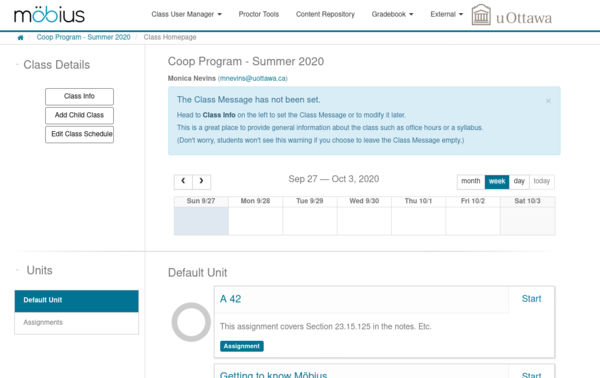 möbius
Class User Manager
Proctor Tools
Content Repository
Gradebook
External
uOttawa
/ Coop Program - Summer 2020 / Class Homepage
Class Details
Class Info
Add Child Class
Edit Class Schedule
Coop Program - Summer 2020
Monica Nevins (mnevins@uottawa.ca)
The Class Message has not been set.
×
Head to Class Info on the left to set the Class Message or to modify it later.
This is a great place to provide general information about the class such as office hours or a syllabus.
(Don't worry, students won't see this warning if you choose to leave the Class Message empty.)
Sep 27 — Oct 3, 2020
month week day today
Sun 9/27 Mon 9/28 Tue 9/29 Wed 9/30 Thu 10/1 Fri 10/2 Sat 10/3
Units
Default Unit
Assignments
Default Unit
A 42
Start
This assignment covers Section 23.15.125 in the notes. Etc.
Assignment
Getting to know Möbius
Start